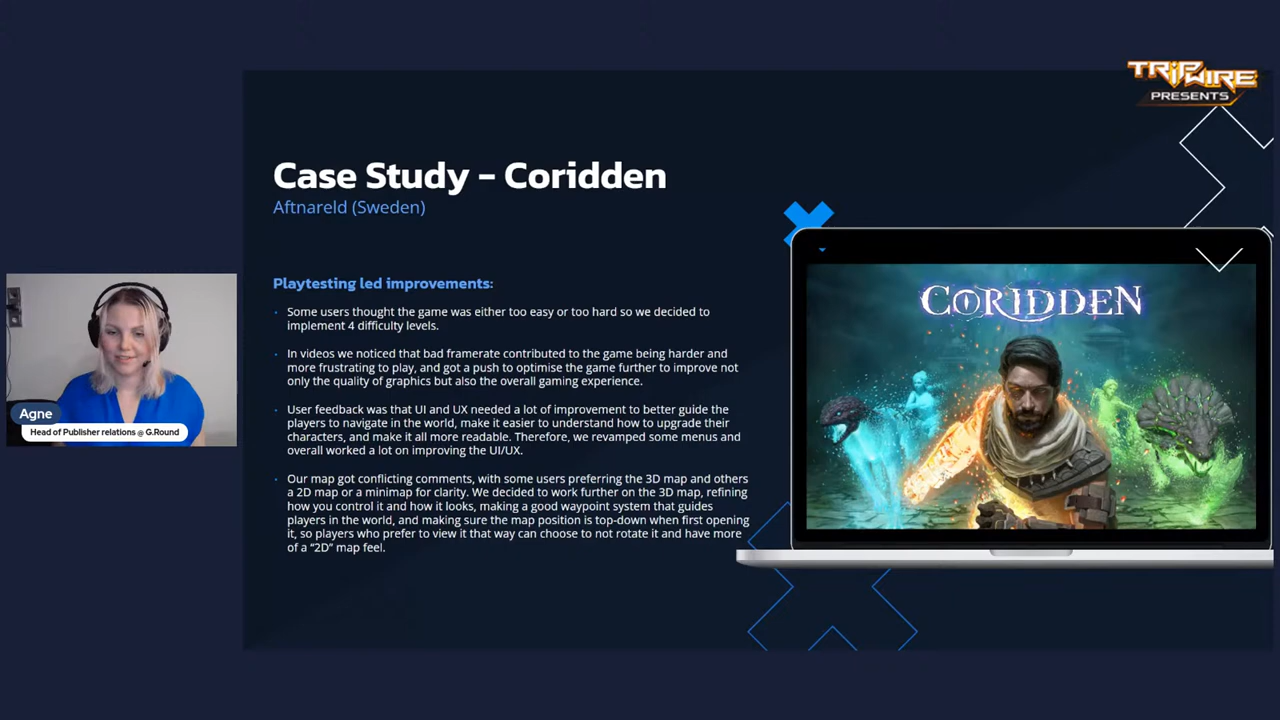 TRIPWIRE
PRESENTS
Case Study - Coridden
Aftnareld (Sweden)
Playtesting led improvements:
Some users thought the game was either too easy or too hard so we decided to
implement 4 difficulty levels.
In videos we noticed that bad framerate contributed to the game being harder and
more frustrating to play, and got a push to optimise the game further to improve not
only the quality of graphics but also the overall gaming experience.
User feedback was that UI and UX needed a lot of improvement to better guide the
players to navigate in the world, make it easier to understand how to upgrade their
characters, and make it all more readable. Therefore, we revamped some menus and
overall worked a lot on improving the UI/UX.
Our map got conflicting comments, with some users preferring the 3D map and others
a 2D map or a minimap for clarity. We decided to work further on the 3D map, refining
how you control it and how it looks, making a good waypoint system that guides
players in the world, and making sure the map position is top-down when first opening
it, so players who prefer to view it that way can choose to not rotate it and have more
of a “2D” map feel.
CORIDDEN
Agne
Head of Publisher relations @ G.Round